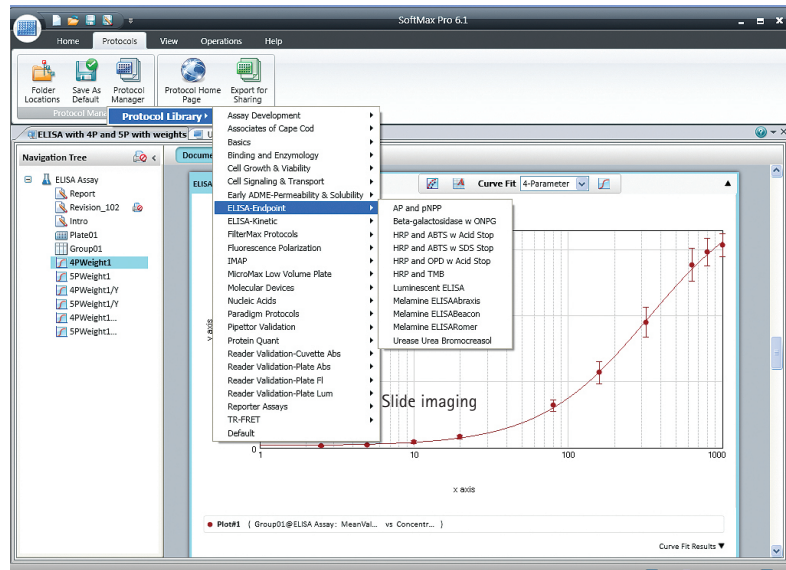 SoftMax Pro 6.1
Home Protocols View Operations Help
Folder Locations
Save As Default
Protocol Manager
Protocol Home Page
Export for Sharing
Protocol Mana
Protocol Library
ELISA with 4P and 5P with weights
Navigation Tree
ELISA Assay
Report
Revision_102
Intro
Plate01
Group01
4PWeight1
5PWeight1
4PWeight1/Y
5PWeight1/Y
4PWeight1...
5PWeight1...
Assay Development
Associates of Cape Cod
Basics
Binding and Enzymology
Cell Growth & Viability
Cell Signaling & Transport
Early ADME-Permeability & Solubility
ELISA-Endpoint
ELISA-Kinetic
FilterMax Protocols
Fluorescence Polarization
IMAP
MicroMax Low Volume Plate
Molecular Devices
Nucleic Acids
Paradigm Protocols
Pipettor Validation
Protein Quant
Reader Validation-Cuvette Abs
Reader Validation-Plate Abs
Reader Validation-Plate Fl
Reader Validation-Plate Lum
Reporter Assays
TR-FRET
Default
AP and pNPP
Beta-galactosidase w ONPG
HRP and ABTS w Acid Stop
HRP and ABTS w SDS Stop
HRP and OPD w Acid Stop
HRP and TMB
Luminescent ELISA
Melamine ELISAAbraxis
Melamine ELISABeacon
Melamine ELISARomer
Urease Urea Bromocreasol
Docume
ELISA
Curve Fit 4-Parameter
y axis
Slide imaging
0
1 10 100 1000
x axis
Plot#1 ( Group01@ELISA Assay: MeanVal... vs Concentr... )
Curve Fit Results